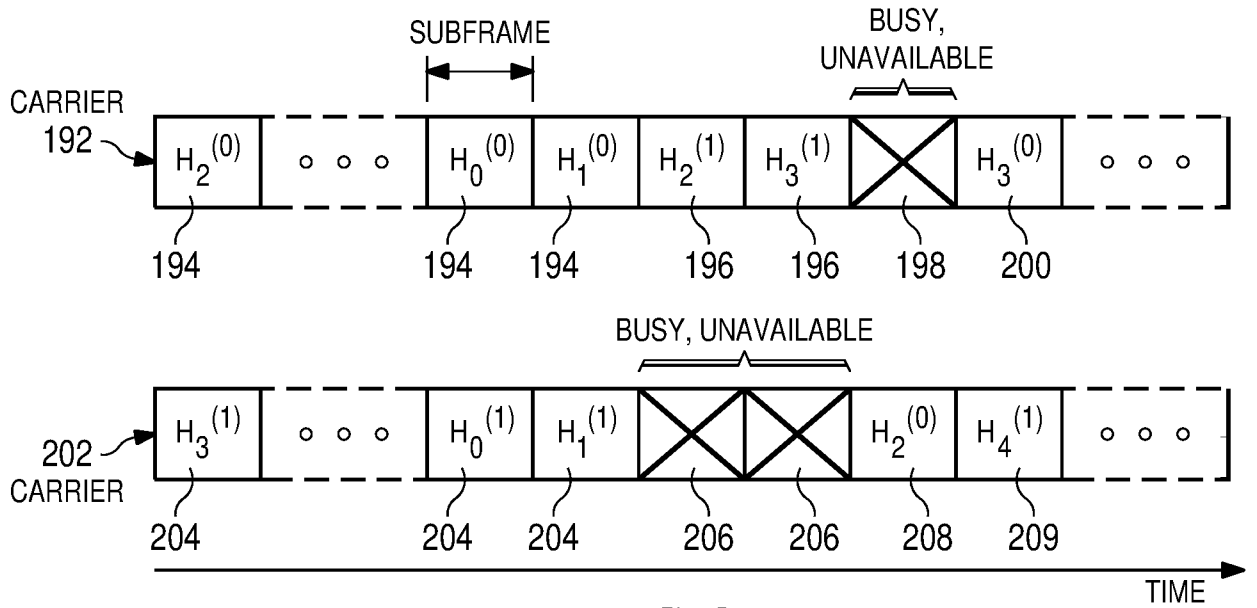 BUSY,
UNAVAILABLE
SUBFRAME
CARRIER
192
H2(0) H0(0) H1(0) H2(1) H3(1) H3(0)
194 194 194 196 196 198 200
BUSY, UNAVAILABLE
202
CARRIER
H3(1) H0(1) H1(1) H2(0) H4(1)
204 204 204 206 206 208 209
TIME